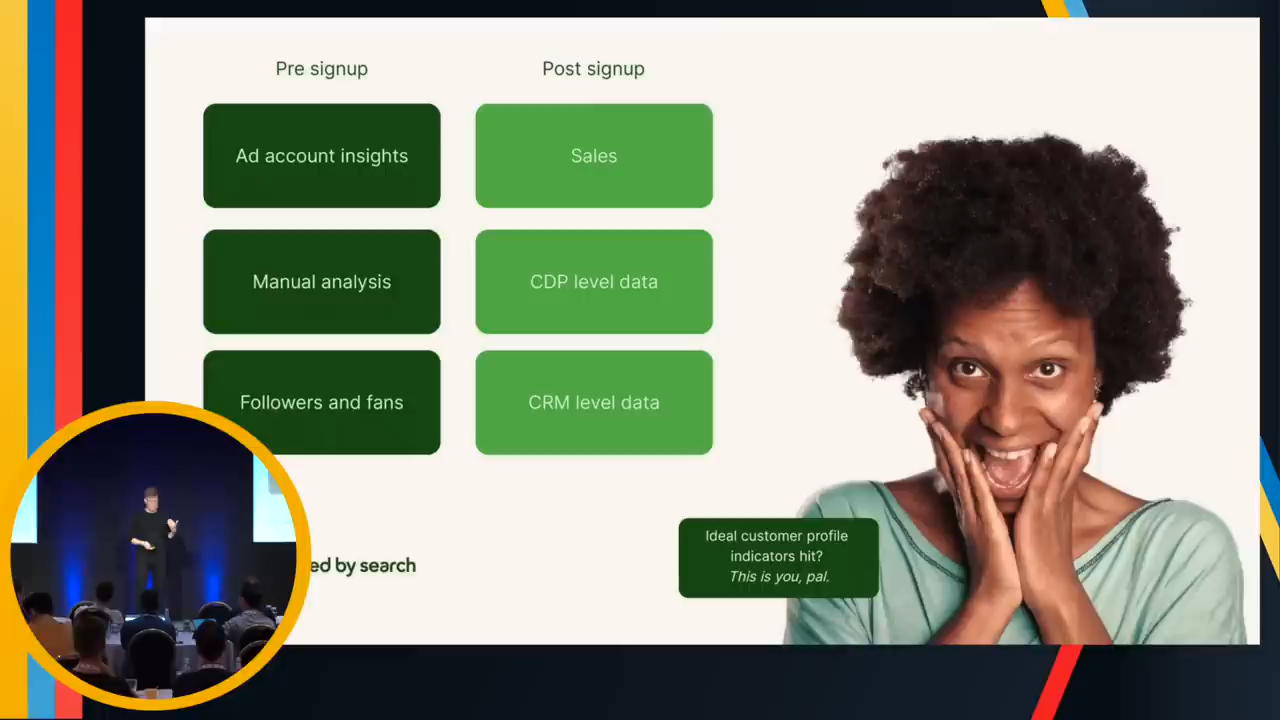 Pre signup
Post signup
Ad account insights
Sales
Manual analysis
CDP level data
Followers and fans
CRM level data
Ideal customer profile
indicators hit?
This is you, pal.
by search